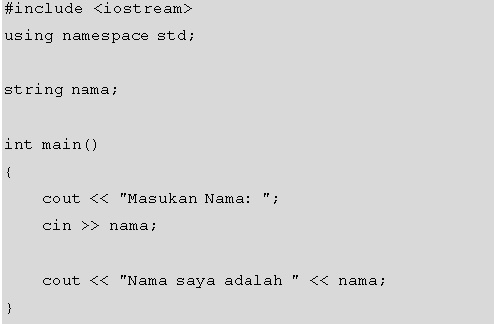 #include <iostream>
using namespace std;
string nama;
int main()
{
cout << "Masukan Nama: ";
cin >> nama;
cout << "Nama saya adalah " << nama;
}